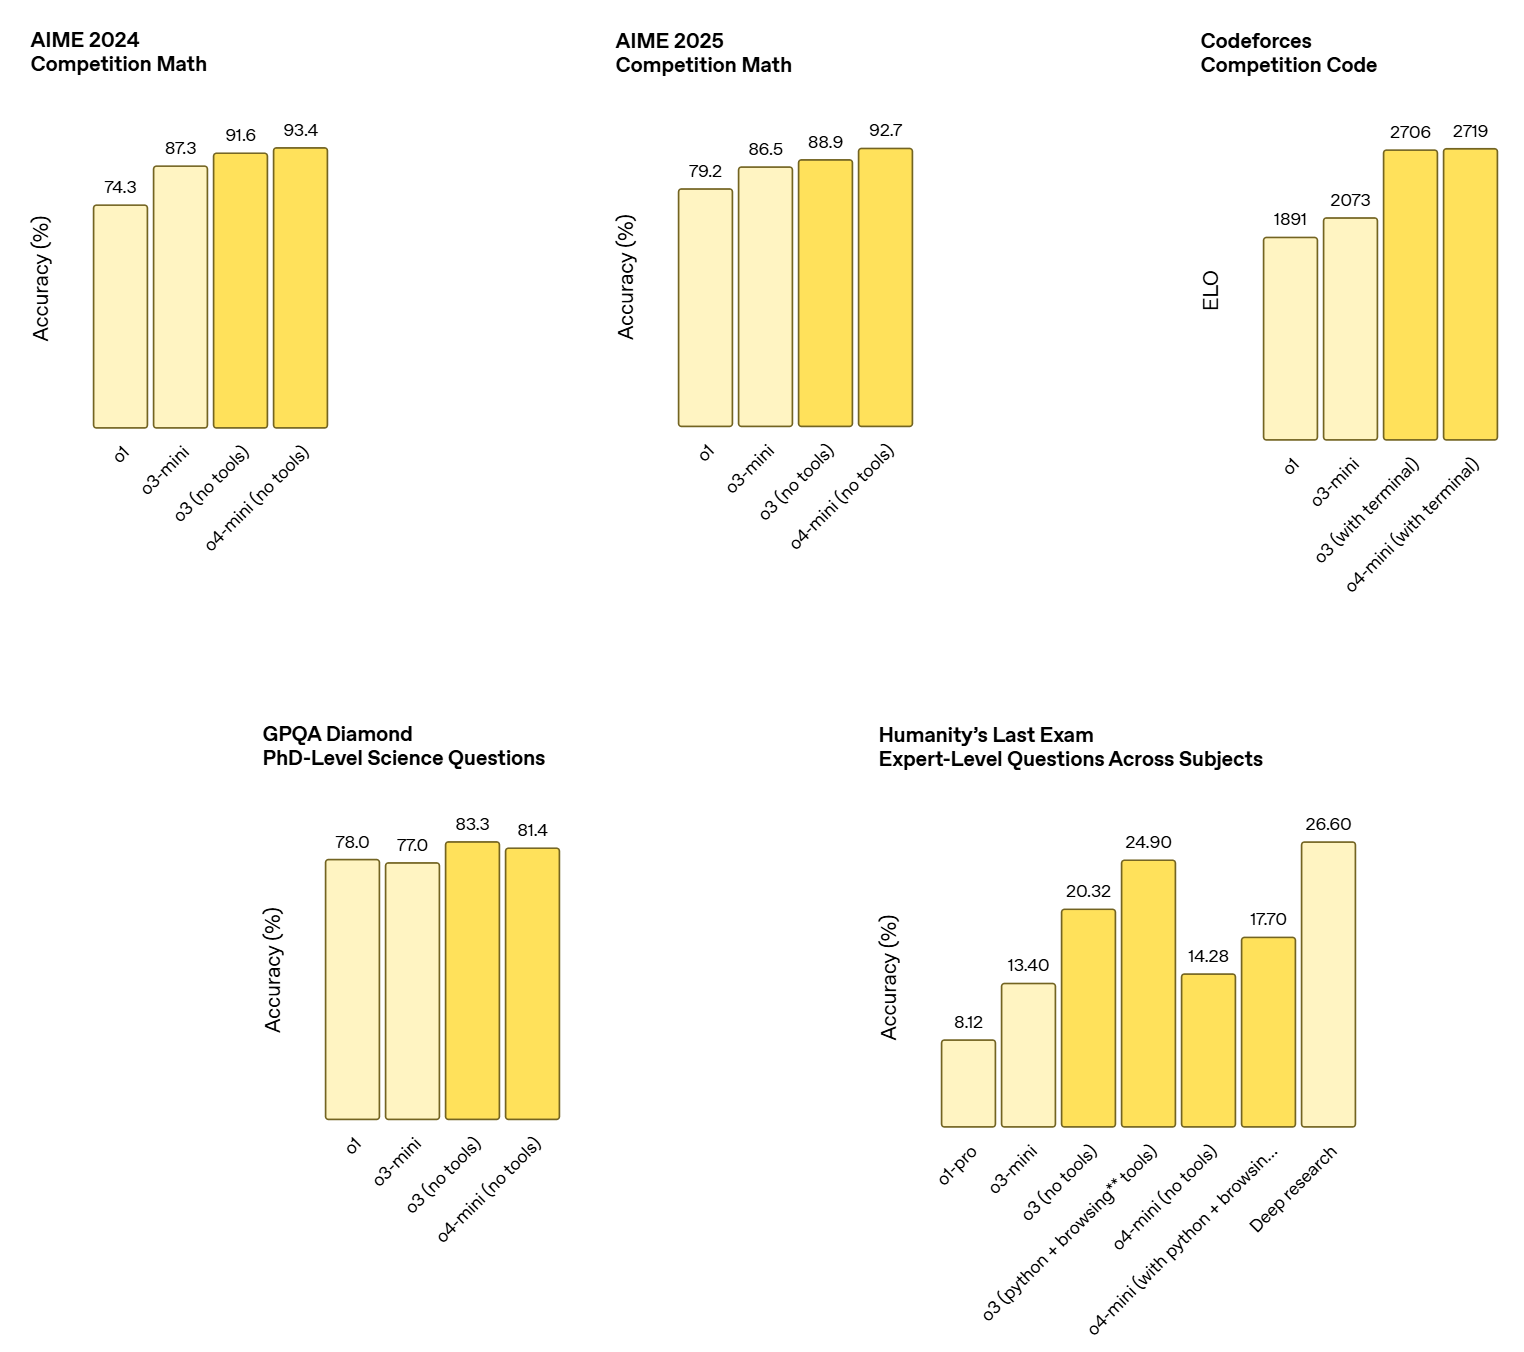 AIME 2024
Competition Math
Accuracy (%)
74.3
87.3
91.6
93.4
o1
o3-mini
o3 (no tools)
o4-mini (no tools)
AIME 2025
Competition Math
Accuracy (%)
79.2
86.5
88.9
92.7
o1
o3-mini
o3 (no tools)
o4-mini (no tools)
Codeforces
Competition Code
ELO
1891
2073
2706
2719
o1
o3-mini
o3 (with terminal)
o4-mini (with terminal)
GPQA Diamond
PhD-Level Science Questions
Accuracy (%)
78.0
77.0
83.3
81.4
o1
o3-mini
o3 (no tools)
o4-mini (no tools)
Humanity’s Last Exam
Expert-Level Questions Across Subjects
Accuracy (%)
8.12
13.40
20.32
24.90
14.28
17.70
26.60
o1-pro
o3-mini
o3 (no tools)
o3 (python + browsing** tools)
o4-mini (no tools)
o4-mini (with python + browsin...
Deep research